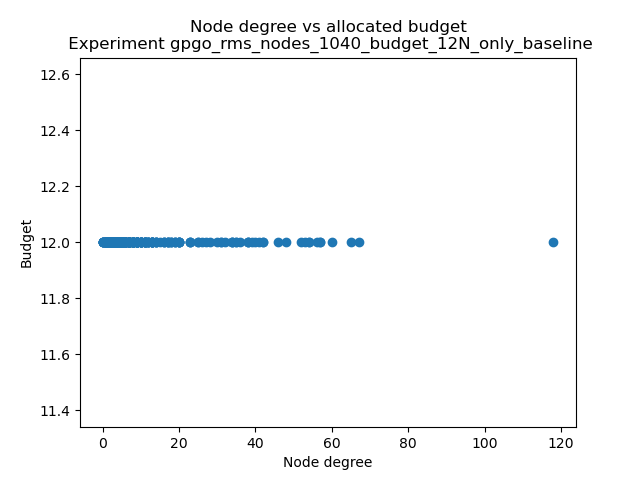 Node degree vs allocated budget
Experiment gpgo_rms_nodes_1040_budget_12N_only_baseline
12.6
12.4
12.2
12.0
11.8
11.6
11.4
Budget
0 20 40 60 80 100 120
Node degree